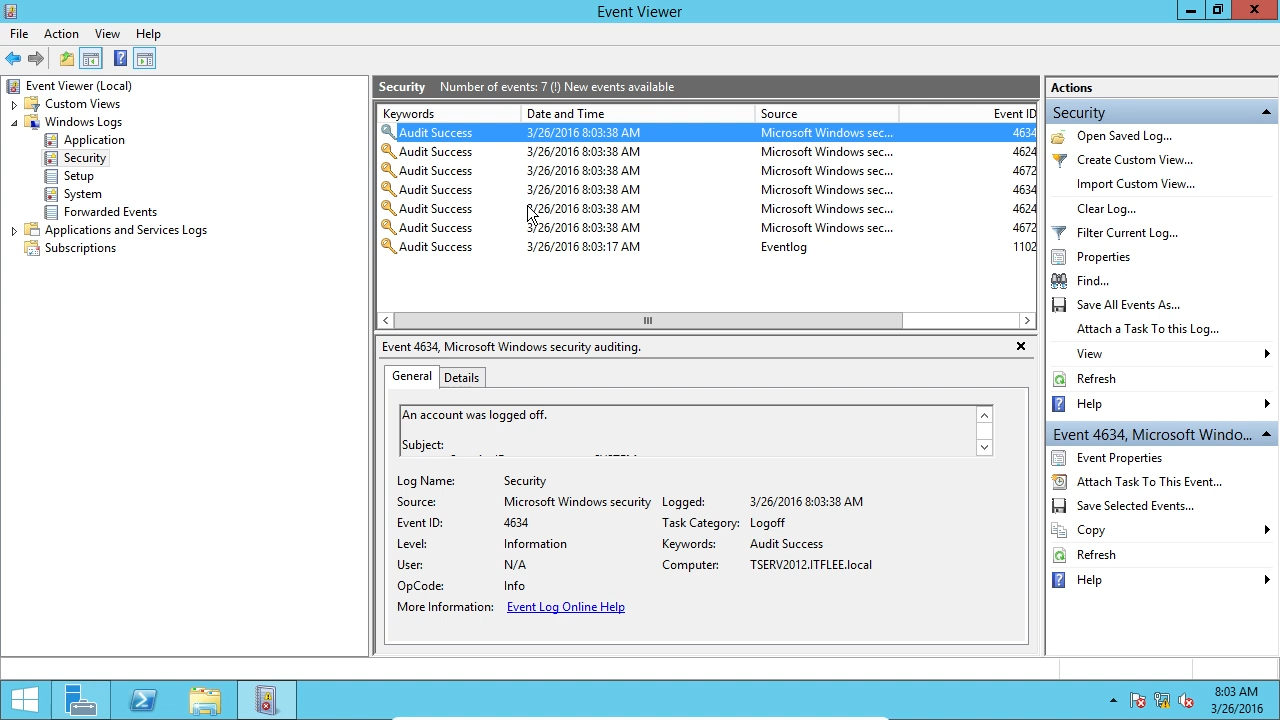 Event Viewer
File Action View Help
Event Viewer (Local)
Custom Views
Windows Logs
Application
Security
Setup
System
Forwarded Events
Applications and Services Logs
Subscriptions
Security Number of events: 7 (!) New events available
Keywords Date and Time Source Event ID
Audit Success 3/26/2016 8:03:38 AM Microsoft Windows sec... 4634
Audit Success 3/26/2016 8:03:38 AM Microsoft Windows sec... 4624
Audit Success 3/26/2016 8:03:38 AM Microsoft Windows sec... 4672
Audit Success 3/26/2016 8:03:38 AM Microsoft Windows sec... 4634
Audit Success 3/26/2016 8:03:38 AM Microsoft Windows sec... 4624
Audit Success 3/26/2016 8:03:38 AM Microsoft Windows sec... 4672
Audit Success 3/26/2016 8:03:17 AM Eventlog 1102
Event 4634, Microsoft Windows security auditing.
General Details
An account was logged off.
Subject:
Log Name: Security
Source: Microsoft Windows security Logged: 3/26/2016 8:03:38 AM
Event ID: 4634 Task Category: Logoff
Level: Information Keywords: Audit Success
User: N/A Computer: TSERV2012.ITFLEE.local
OpCode: Info
More Information: Event Log Online Help
Actions
Security
Open Saved Log...
Create Custom View...
Import Custom View...
Clear Log...
Filter Current Log...
Properties
Find...
Save All Events As...
Attach a Task To this Log...
View
Refresh
Help
Event 4634, Microsoft Windo...
Event Properties
Attach Task To This Event...
Save Selected Events...
Copy
Refresh
Help
8:03 AM
3/26/2016